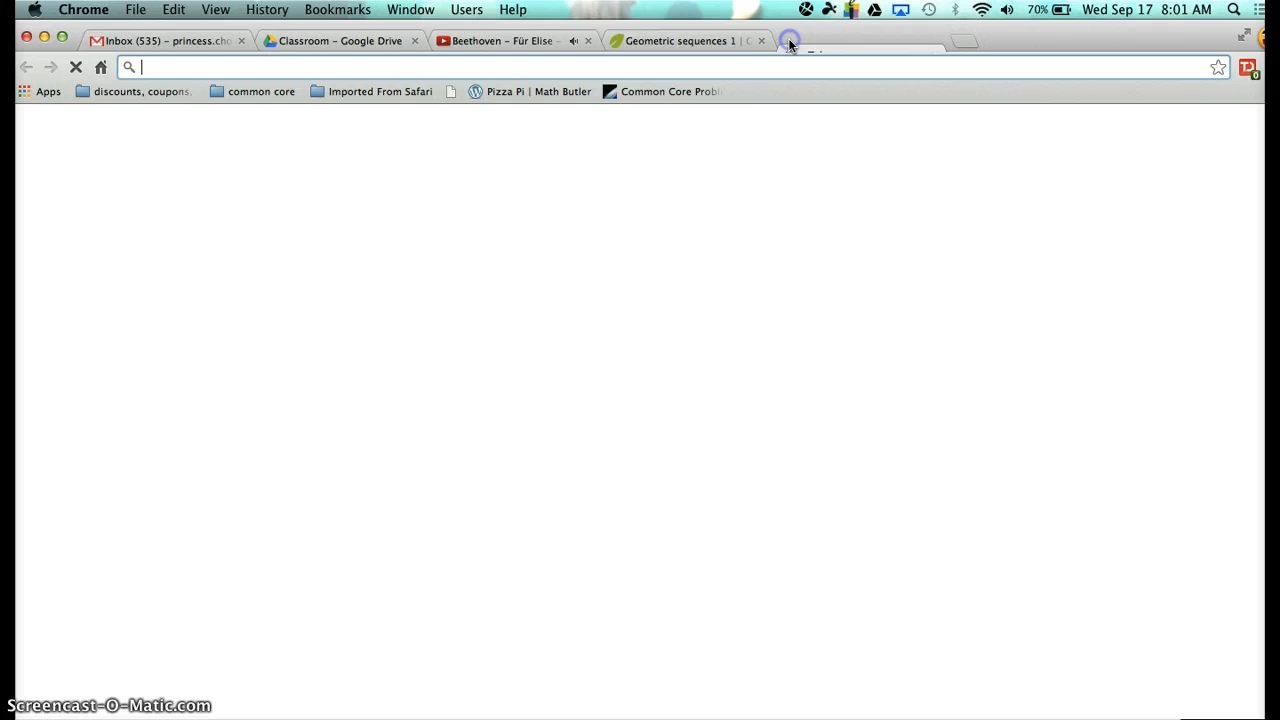 Chrome File Edit View History Bookmarks Window Users Help 70% Wed Sep 17 8:01 AM
Inbox (535) – princess.cho Classroom – Google Drive Beethoven – Für Elise – Geometric sequences 1 | C
Apps discounts, coupons, common core Imported From Safari Pizza Pi | Math Butler Common Core Probl
Screencast-O-Matic.com